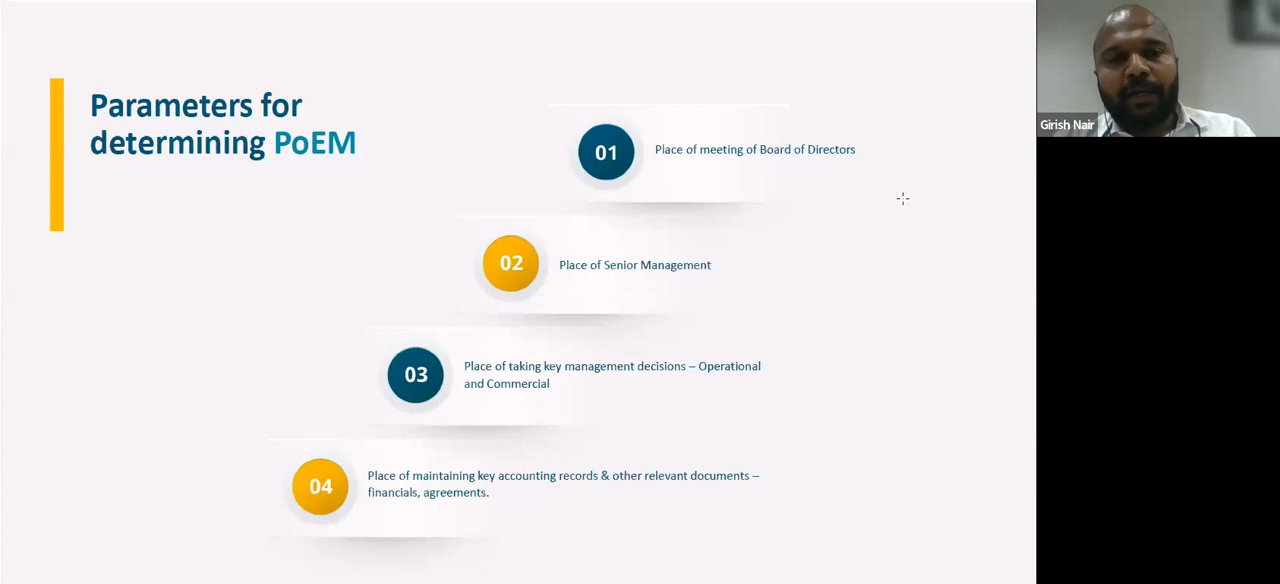 Parameters for
determining PoEM
01
Place of meeting of Board of Directors
02
Place of Senior Management
03
Place of taking key management decisions – Operational
and Commercial
04
Place of maintaining key accounting records & other relevant documents –
financials, agreements.
Girish Nair